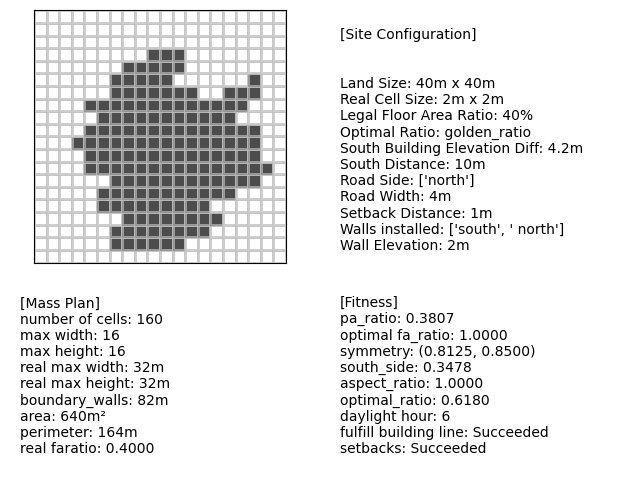 [Site Configuration]
Land Size: 40m x 40m
Real Cell Size: 2m x 2m
Legal Floor Area Ratio: 40%
Optimal Ratio: golden_ratio
South Building Elevation Diff: 4.2m
South Distance: 10m
Road Side: ['north']
Road Width: 4m
Setback Distance: 1m
Walls installed: ['south', ' north']
Wall Elevation: 2m
[Mass Plan]
number of cells: 160
max width: 16
max height: 16
real max width: 32m
real max height: 32m
boundary_walls: 82m
area: 640m²
perimeter: 164m
real faratio: 0.4000
[Fitness]
pa_ratio: 0.3807
optimal fa_ratio: 1.0000
symmetry: (0.8125, 0.8500)
south_side: 0.3478
aspect_ratio: 1.0000
optimal_ratio: 0.6180
daylight hour: 6
fulfill building line: Succeeded
setbacks: Succeeded